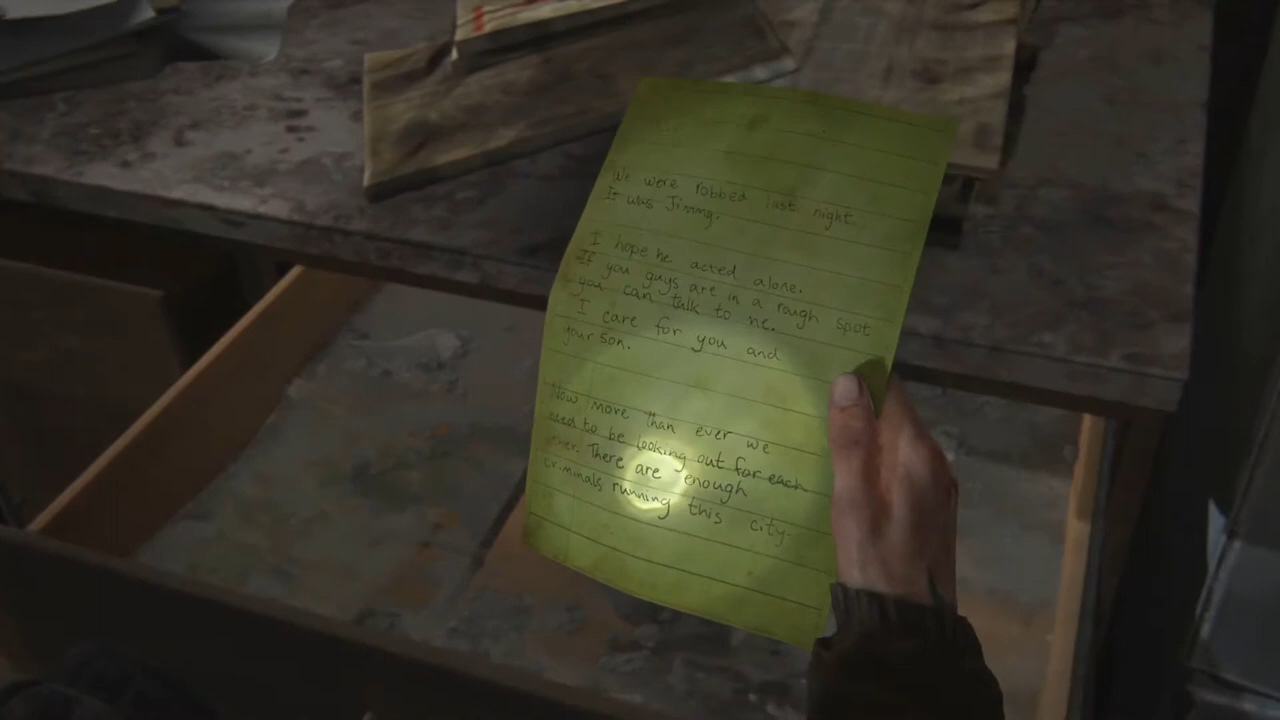 We were robbed last night
It was Jimmy.
I hope he acted alone.
If you guys are in a rough spot
you can talk to me.
I care for you and
your son.
Now more than ever we
need to be looking out for each
other. There are enough
criminals running this city.